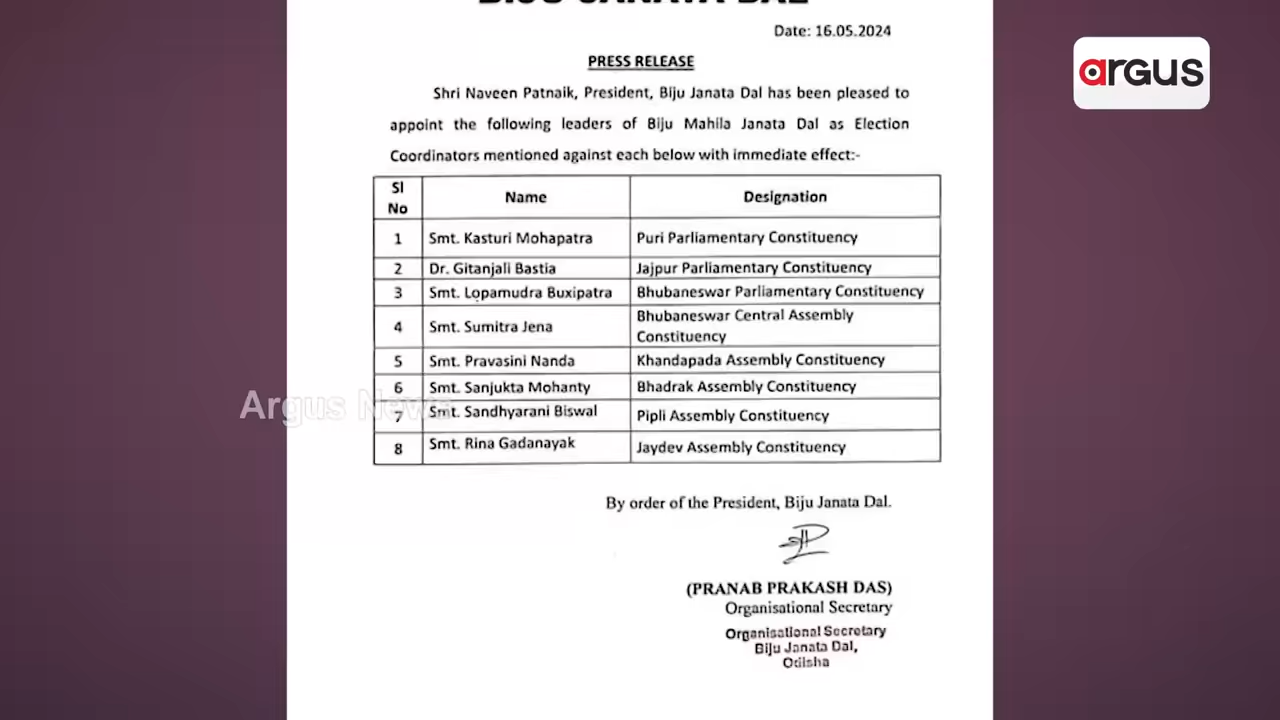 BIJU JANATA DAL
Date: 16.05.2024
argus
PRESS RELEASE
Shri Naveen Patnaik, President, Biju Janata Dal has been pleased to
appoint the following leaders of Biju Mahila Janata Dal as Election
Coordinators mentioned against each below with immediate effect:-
Sl No Name Designation
1 Smt. Kasturi Mohapatra Puri Parliamentary Constituency
2 Dr. Gitanjali Bastia Jajpur Parliamentary Constituency
3 Smt. Lopamudra Buxipatra Bhubaneswar Parliamentary Constituency
4 Smt. Sumitra Jena Bhubaneswar Central Assembly Constituency
5 Smt. Pravasini Nanda Khandapada Assembly Constituency
6 Smt. Sanjukta Mohanty Bhadrak Assembly Constituency
Argus News
7 Smt. Sandhyarani Biswal Pipli Assembly Constituency
8 Smt. Rina Gadanayak Jaydev Assembly Constituency
By order of the President, Biju Janata Dal.
(PRANAB PRAKASH DAS)
Organisational Secretary
Organisational Secretary
Biju Janata Dal,
Odisha